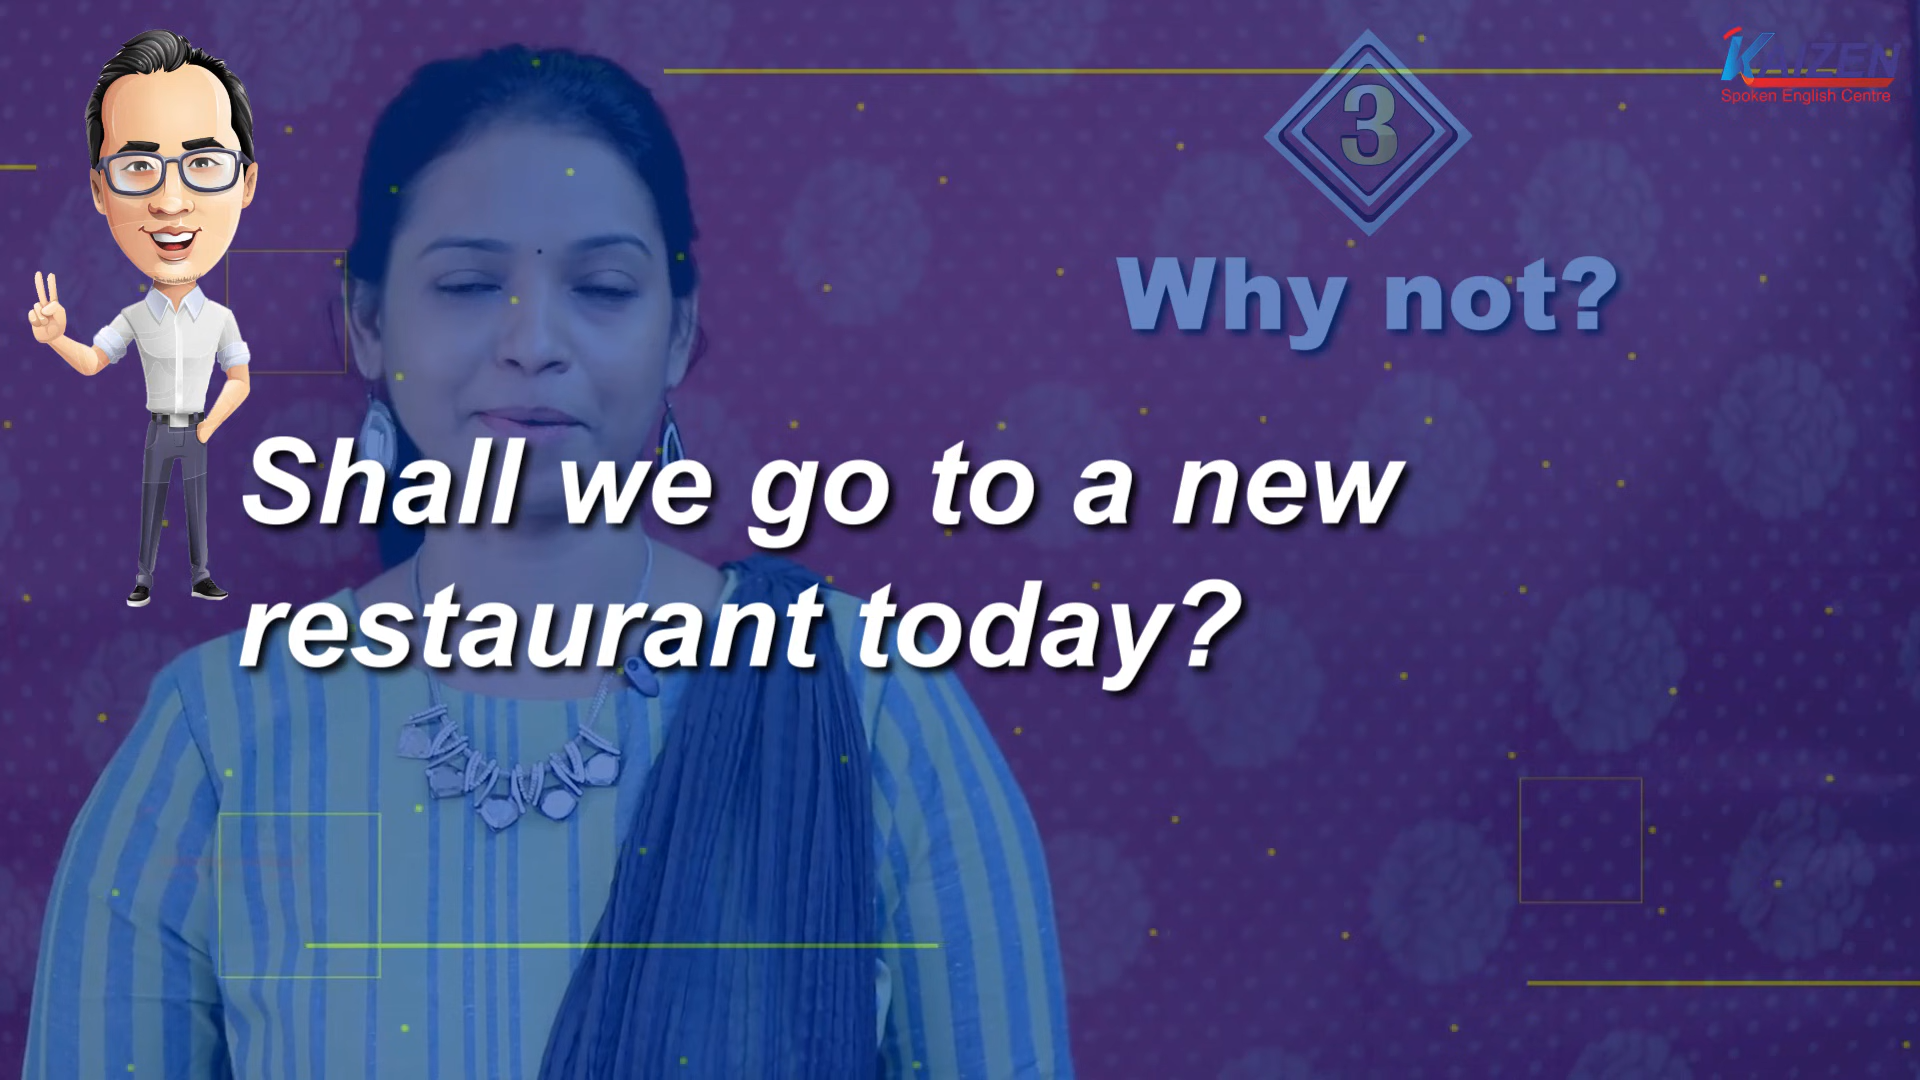 KAIZEN
Spoken English Centre
3
Why not?
Shall we go to a new
restaurant today?